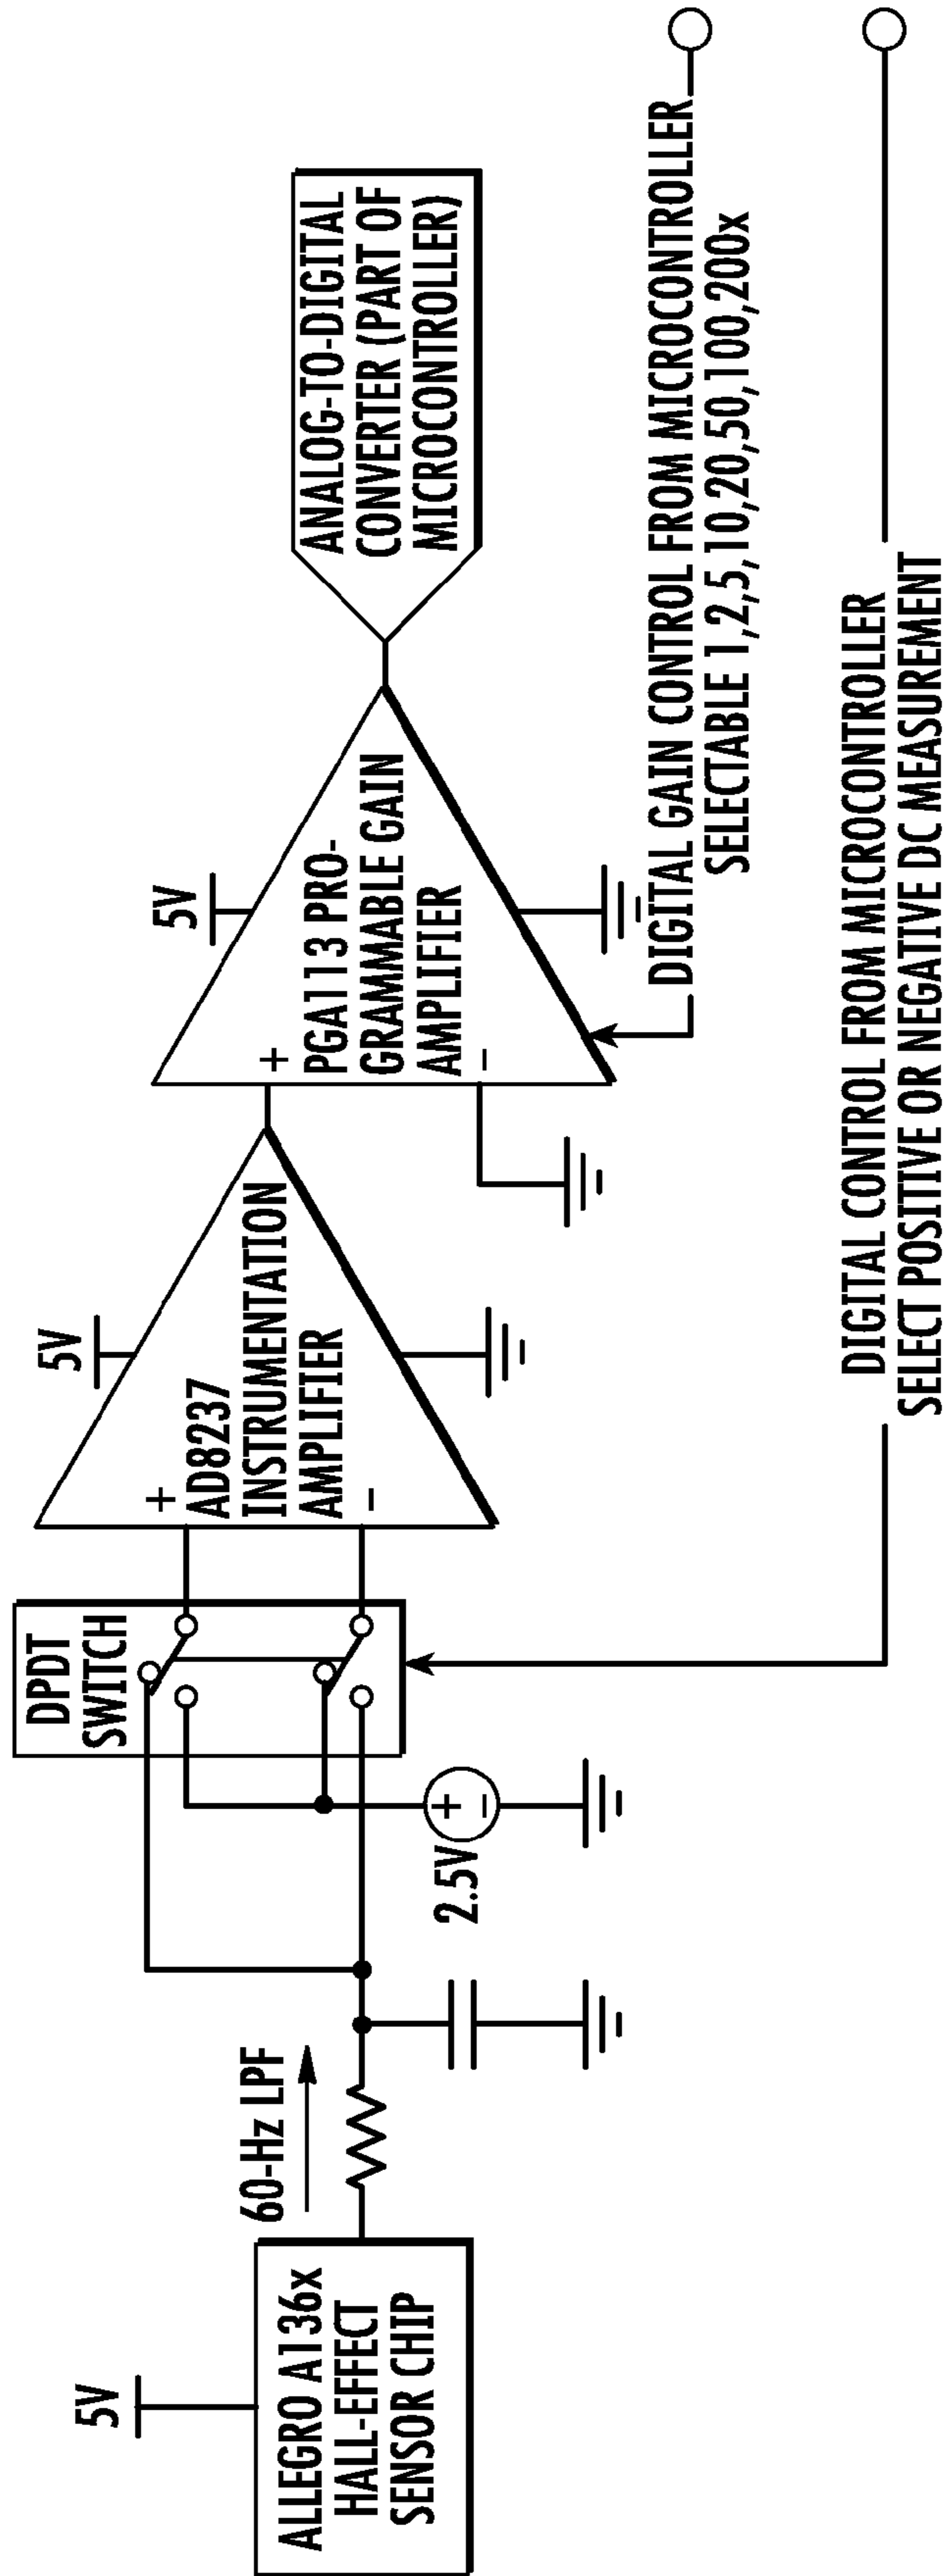 5V
ALLEGRO A136x
HALL-EFFECT
SENSOR CHIP
60-Hz LPF
2.5V
+
−
DPDT
SWITCH
5V
+
AD8237
INSTRUMENTATION
AMPLIFIER
−
5V
+
PGA113 PRO-
GRAMMABLE GAIN
AMPLIFIER
−
ANALOG-TO-DIGITAL
CONVERTER (PART OF
MICROCONTROLLER)
DIGITAL GAIN CONTROL FROM MICROCONTROLLER
SELECTABLE 1,2,5,10,20,50,100,200x
DIGITAL CONTROL FROM MICROCONTROLLER
SELECT POSITIVE OR NEGATIVE DC MEASUREMENT